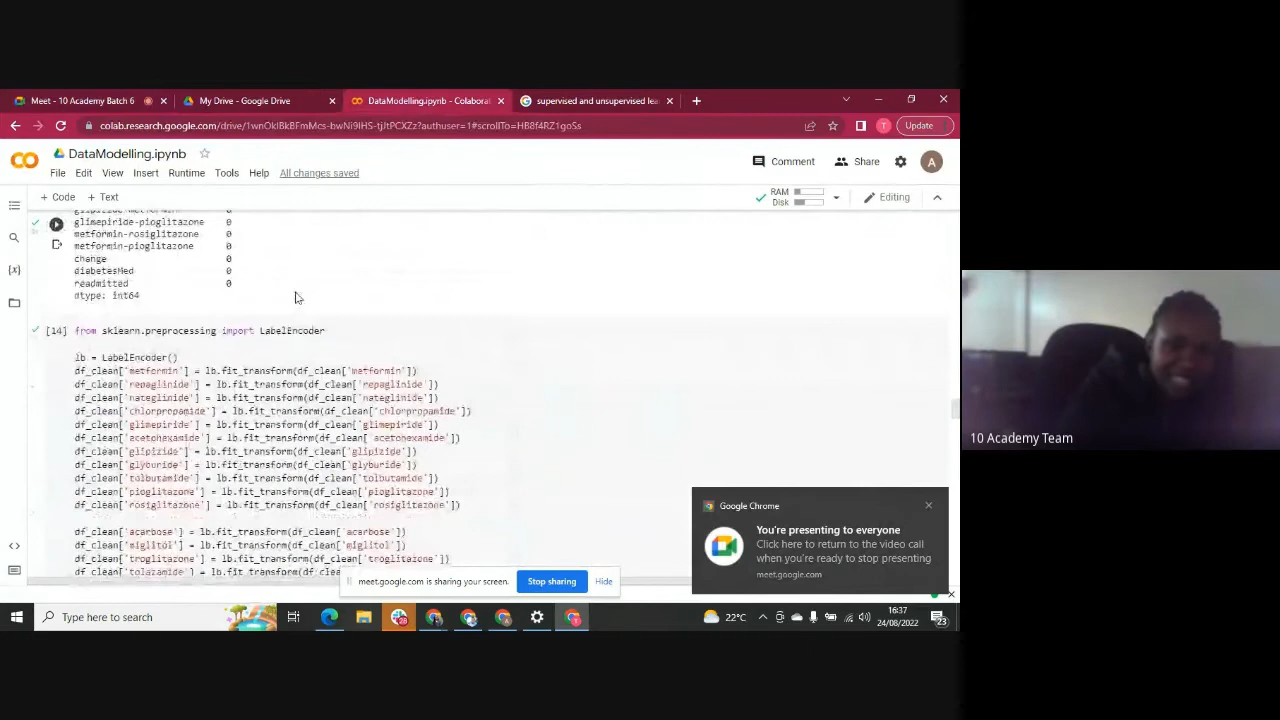 Meet - 10 Academy Batch 6
My Drive - Google Drive
DataModelling.ipynb - Colaborat
supervised and unsupervised lea
colab.research.google.com/drive/
Update
DataModelling.ipynb
File Edit View Insert Runtime Tools Help All changes saved
Comment
Share
A
+ Code + Text
RAM
Disk
Editing
glimepiride-pioglitazone 0
metformin-rosiglitazone 0
metformin-pioglitazone 0
change 0
diabetesMed 0
readmitted 0
dtype: int64
[14] from sklearn.preprocessing import LabelEncoder
lb = LabelEncoder()
df_clean['metformin'] = lb.fit_transform(df_clean['metformin'])
df_clean['repaglinide'] = lb.fit_transform(df_clean['repaglinide'])
df_clean['nateglinide'] = lb.fit_transform(df_clean['nateglinide'])
df_clean['chlorpropamide'] = lb.fit_transform(df_clean['chlorpropamide'])
df_clean['glimepiride'] = lb.fit_transform(df_clean['glimepiride'])
df_clean['acetohexamide'] = lb.fit_transform(df_clean['acetohexamide'])
df_clean['glipizide'] = lb.fit_transform(df_clean['glipizide'])
df_clean['glyburide'] = lb.fit_transform(df_clean['glyburide'])
df_clean['tolbutamide'] = lb.fit_transform(df_clean['tolbutamide'])
df_clean['pioglitazone'] = lb.fit_transform(df_clean['pioglitazone'])
df_clean['rosiglitazone'] = lb.fit_transform(df_clean['rosiglitazone'])
df_clean['acarbose'] = lb.fit_transform(df_clean['acarbose'])
df_clean['miglitol'] = lb.fit_transform(df_clean['miglitol'])
df_clean['troglitazone'] = lb.fit_transform(df_clean['troglitazone'])
df_clean['tolazamide'] = lb.fit_transform(df_
Google Chrome
You're presenting to everyone
Click here to return to the video call
when you're ready to stop presenting
meet.google.com
meet.google.com is sharing your screen.
Stop sharing
Hide
Type here to search
22°C
16:37
24/08/2022
23
10 Academy Team